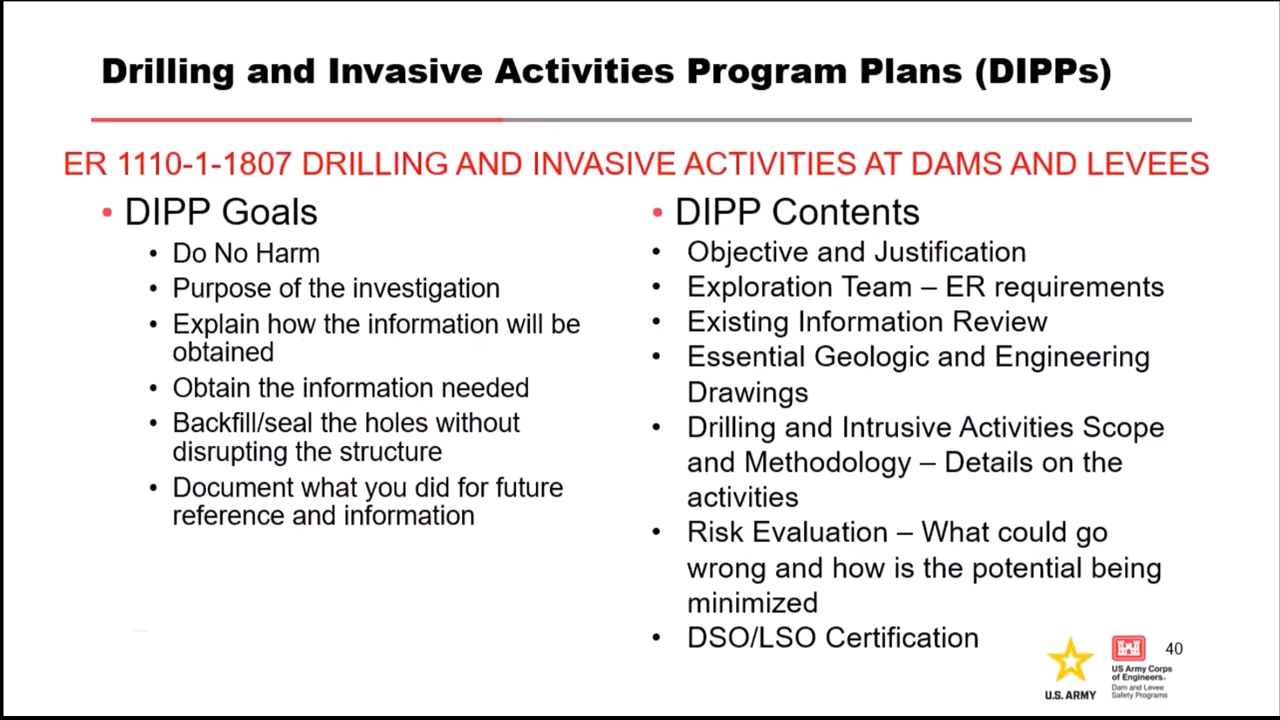 Drilling and Invasive Activities Program Plans (DIPPs)
ER 1110-1-1807 DRILLING AND INVASIVE ACTIVITIES AT DAMS AND LEVEES
• DIPP Goals
• Do No Harm
• Purpose of the investigation
• Explain how the information will be
obtained
• Obtain the information needed
• Backfill/seal the holes without
disrupting the structure
• Document what you did for future
reference and information
• DIPP Contents
• Objective and Justification
• Exploration Team – ER requirements
• Existing Information Review
• Essential Geologic and Engineering
Drawings
• Drilling and Intrusive Activities Scope
and Methodology – Details on the
activities
• Risk Evaluation – What could go
wrong and how is the potential being
minimized
• DSO/LSO Certification
U.S. ARMY
US Army Corps
of Engineers®
Dam and Levee
Safety Programs
40